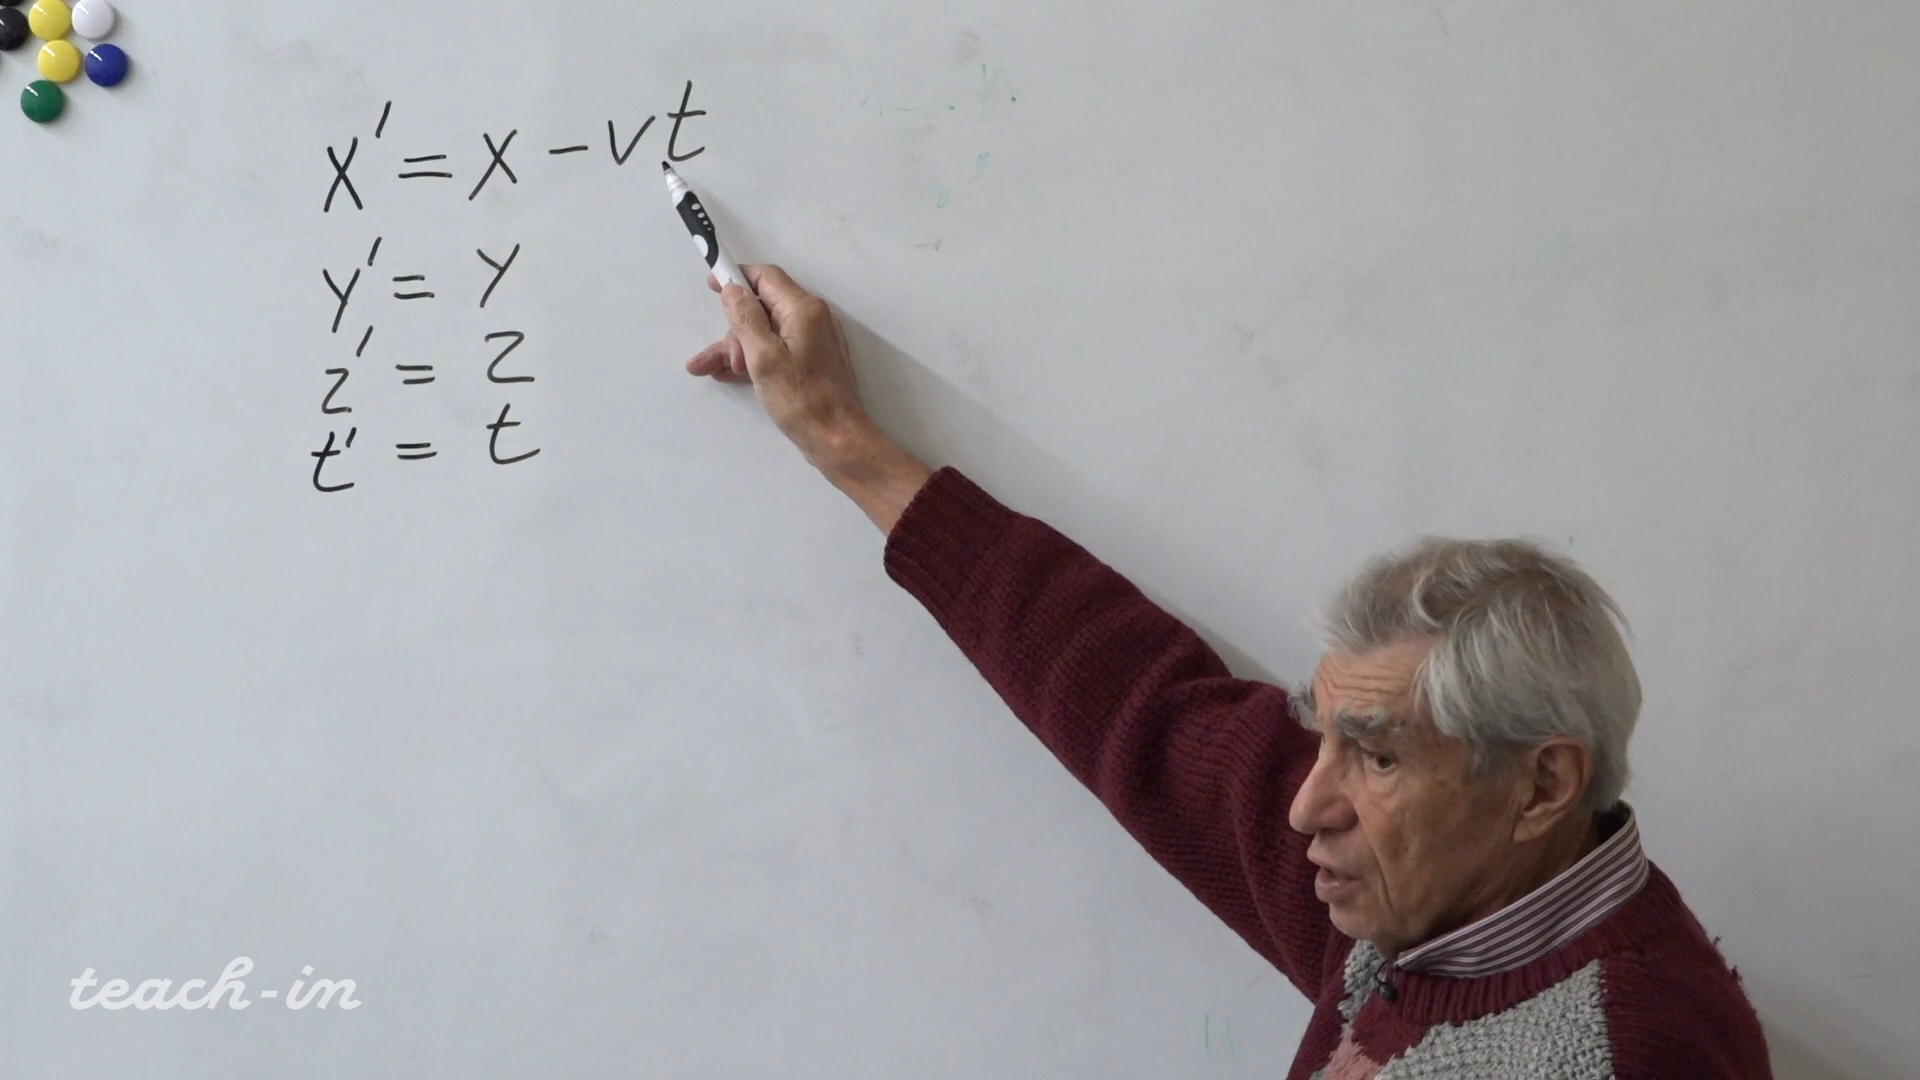 x' = x - vt
y' = y
z' = z
t' = t
teach-in